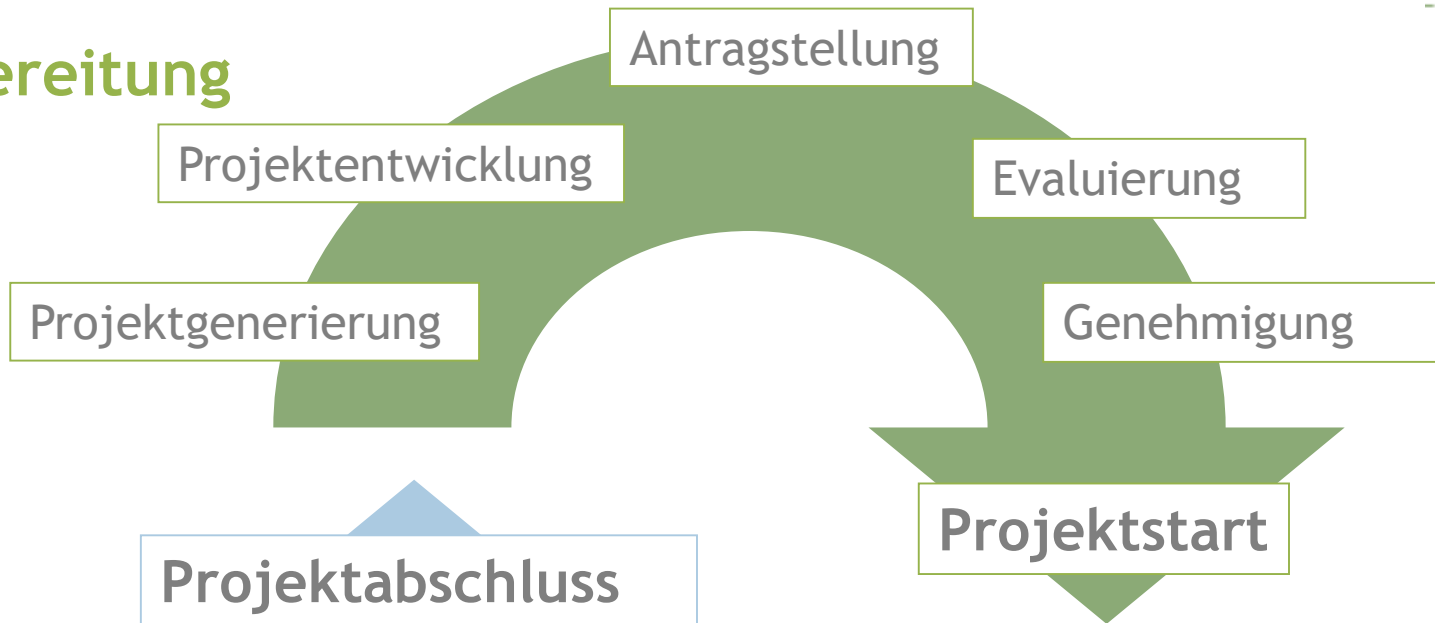 ereitung
Antragstellung
Projektentwicklung
Evaluierung
Projektgenerierung
Genehmigung
Projektstart
Projektabschluss